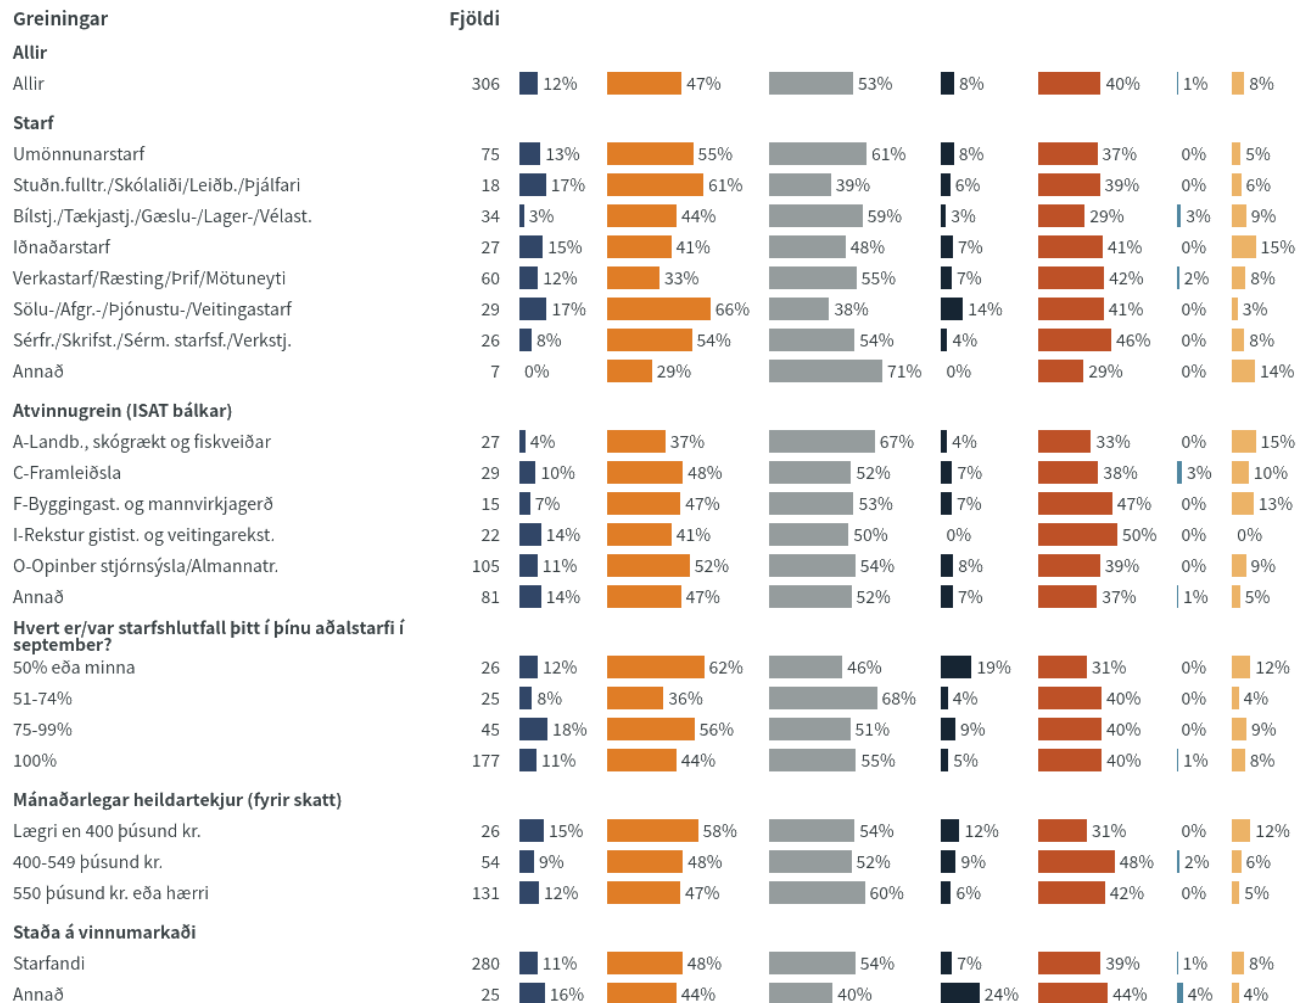 Greiningar Fjöldi
Allir
Allir 306 12% 47% 53% 8% 40% 1% 8%
Starf
Umönnunarstarf 75 13% 55% 61% 8% 37% 0% 5%
Stuðn.fulltr./Skólaliði/Leiðb./Þjálfari 18 17% 61% 39% 6% 39% 0% 6%
Bílstj./Tækjastj./Gæslu-/Lager-/Vélast. 34 3% 44% 59% 3% 29% 3% 9%
Iðnaðarstarf 27 15% 41% 48% 7% 41% 0% 15%
Verkastarf/Ræsting/Þrif/Mötuneyti 60 12% 33% 55% 7% 42% 2% 8%
Sölu-/Afgr.-/Þjónustu-/Veitingastarf 29 17% 66% 38% 14% 41% 0% 3%
Sérfr./Skrifst./Sérm. starfsf./Verkstj. 26 8% 54% 54% 4% 46% 0% 8%
Annað 7 0% 29% 71% 0% 29% 0% 14%
Atvinnugrein (ISAT bálkar)
A-Landb., skógrækt og fiskveiðar 27 4% 37% 67% 4% 33% 0% 15%
C-Framleiðsla 29 10% 48% 52% 7% 38% 3% 10%
F-Byggingast. og mannvirkjagerð 15 7% 47% 53% 7% 47% 0% 13%
I-Rekstur gistist. og veitingarekst. 22 14% 41% 50% 0% 50% 0% 0%
O-Opinber stjórnsýsla/Almannatr. 105 11% 52% 54% 8% 39% 0% 9%
Annað 81 14% 47% 52% 7% 37% 1% 5%
Hvert er/var starfshlutfall þitt í þínu aðalstarfi í
september?
50% eða minna 26 12% 62% 46% 19% 31% 0% 12%
51-74% 25 8% 36% 68% 4% 40% 0% 4%
75-99% 45 18% 56% 51% 9% 40% 0% 9%
100% 177 11% 44% 55% 5% 40% 1% 8%
Mánaðarlegar heildartekjur (fyrir skatt)
Lægri en 400 þúsund kr. 26 15% 58% 54% 12% 31% 0% 12%
400-549 þúsund kr. 54 9% 48% 52% 9% 48% 2% 6%
550 þúsund kr. eða hærri 131 12% 47% 60% 6% 42% 0% 5%
Staða á vinnumarkaði
Starfandi 280 11% 48% 54% 7% 39% 1% 8%
Annað 25 16% 44% 40% 24% 44% 4% 4%